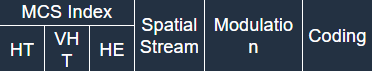 MCS Index
HT
VH
T
HE
Spatial
Stream
Modulatio
n
Coding